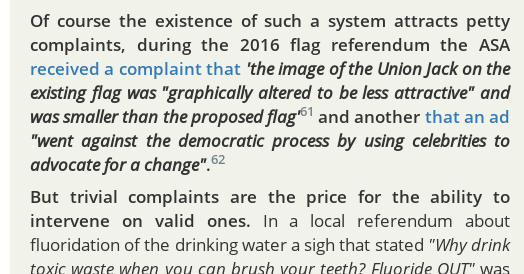 Of course the existence of such a system attracts petty
complaints, during the 2016 flag referendum the ASA
received a complaint that 'the image of the Union Jack on the
existing flag was "graphically altered to be less attractive" and
was smaller than the proposed flag'61 and another that an ad
"went against the democratic process by using celebrities to
advocate for a change".62
But trivial complaints are the price for the ability to
intervene on valid ones. In a local referendum about
fluoridation of the drinking water a sigh that stated "Why drink
toxic waste when you can brush your teeth? Fluoride OUT" was